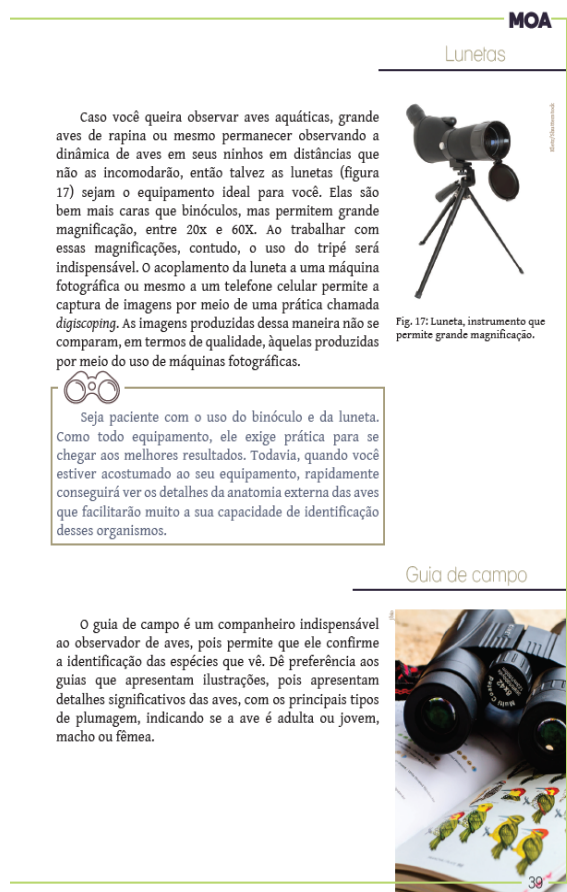 MOA
Lunetas
Caso você queira observar aves aquáticas, grande
aves de rapina ou mesmo permanecer observando a
dinâmica de aves em seus ninhos em distâncias que
não as incomodarão, então talvez as lunetas (figura
17) sejam o equipamento ideal para você. Elas são
bem mais caras que binóculos, mas permitem grande
magnificação, entre 20x e 60X. Ao trabalhar com
essas magnificações, contudo, o uso do tripé será
indispensável. O acoplamento da luneta a uma máquina
fotográfica ou mesmo a um telefone celular permite a
captura de imagens por meio de uma prática chamada
digiscoping. As imagens produzidas dessa maneira não se
comparam, em termos de qualidade, àquelas produzidas
por meio do uso de máquinas fotográficas.
Fig. 17: Luneta, instrumento que
permite grande magnificação.
Seja paciente com o uso do binóculo e da luneta.
Como todo equipamento, ele exige prática para se
chegar aos melhores resultados. Todavia, quando você
estiver acostumado ao seu equipamento, rapidamente
conseguirá ver os detalhes da anatomia externa das aves
que facilitarão muito a sua capacidade de identificação
desses organismos.
Guia de campo
O guia de campo é um companheiro indispensável
ao observador de aves, pois permite que ele confirme
a identificação das espécies que vê. Dê preferência aos
guias que apresentam ilustrações, pois apresentam
detalhes significativos das aves, com os principais tipos
de plumagem, indicando se a ave é adulta ou jovem,
macho ou fêmea.
8x42
39